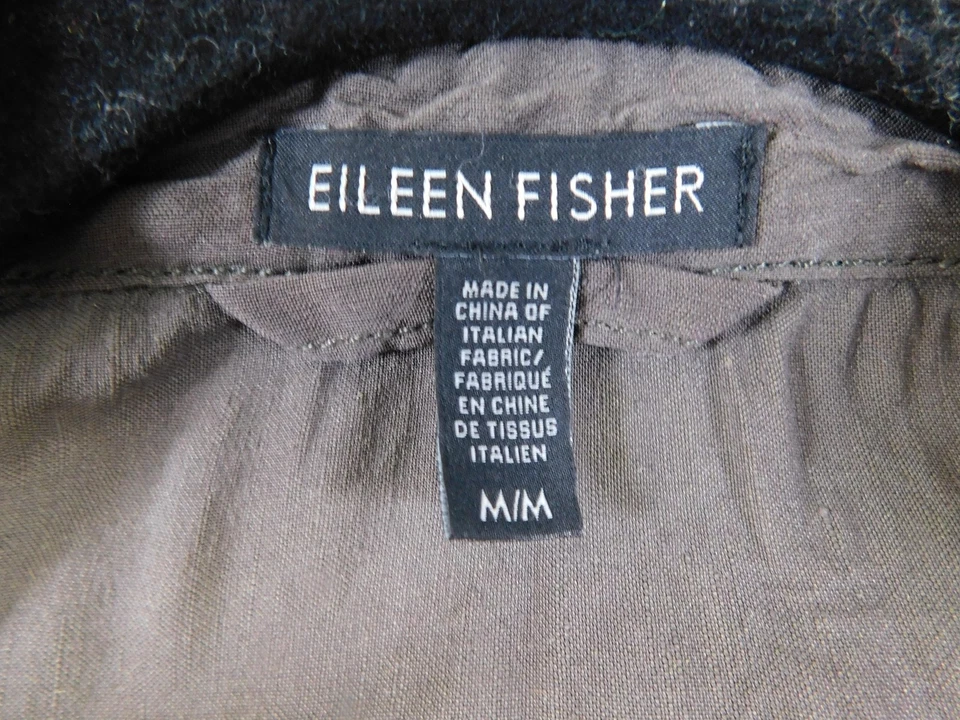 EILEEN FISHER
MADE IN
CHINA OF
ITALIAN
FABRIC/
FABRIQUÉ
EN CHINE
DE TISSUS
ITALIEN
M/M